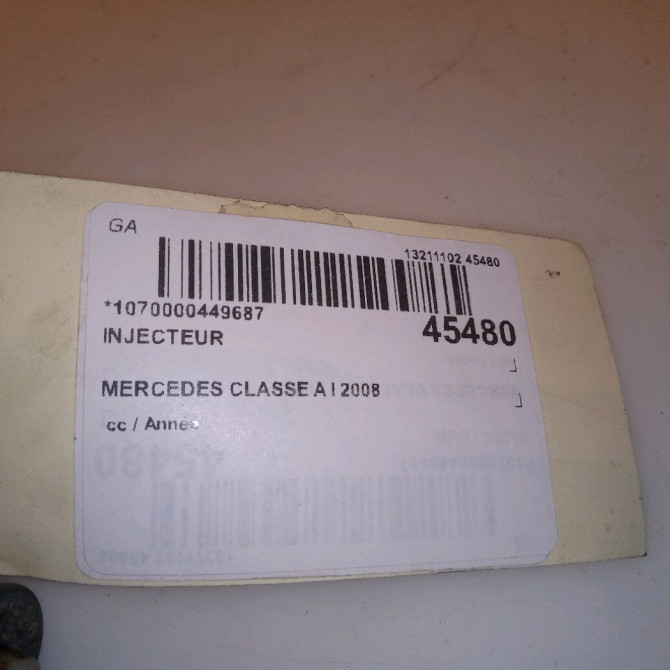 GA
13211102 45480
*1070000449687
45480
INJECTEUR
MERCEDES CLASSE A I 2008
cc / Année